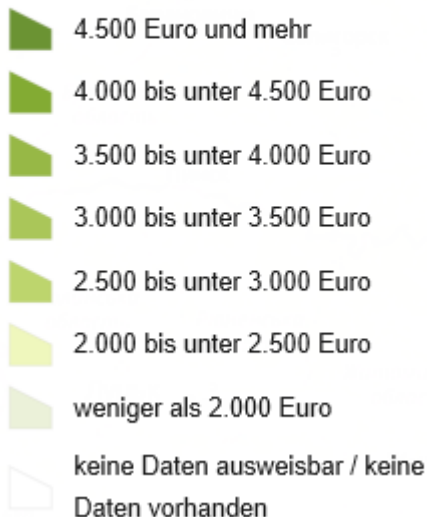 4.500 Euro und mehr
4.000 bis unter 4.500 Euro
3.500 bis unter 4.000 Euro
3.000 bis unter 3.500 Euro
2.500 bis unter 3.000 Euro
2.000 bis unter 2.500 Euro
weniger als 2.000 Euro
keine Daten ausweisbar / keine
Daten vorhanden